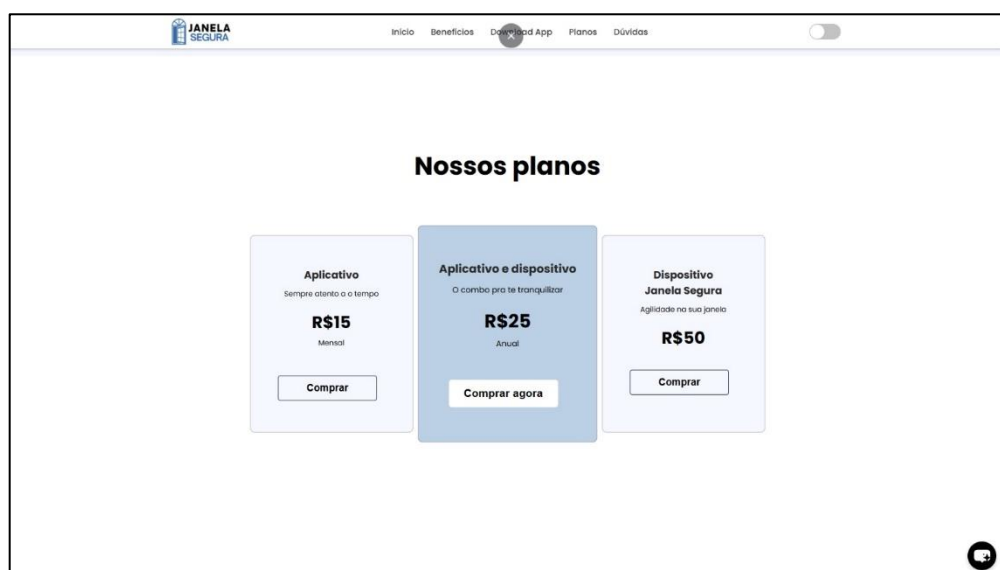 JANELA
SEGURA
Início Benefícios Download App Planos Dúvidas
Nossos planos
Aplicativo
Sempre atento a o tempo
R$15
Mensal
Comprar
Aplicativo e dispositivo
O combo pra te tranquilizar
R$25
Anual
Comprar agora
Dispositivo
Janela Segura
Agilidade na sua janela
R$50
Comprar